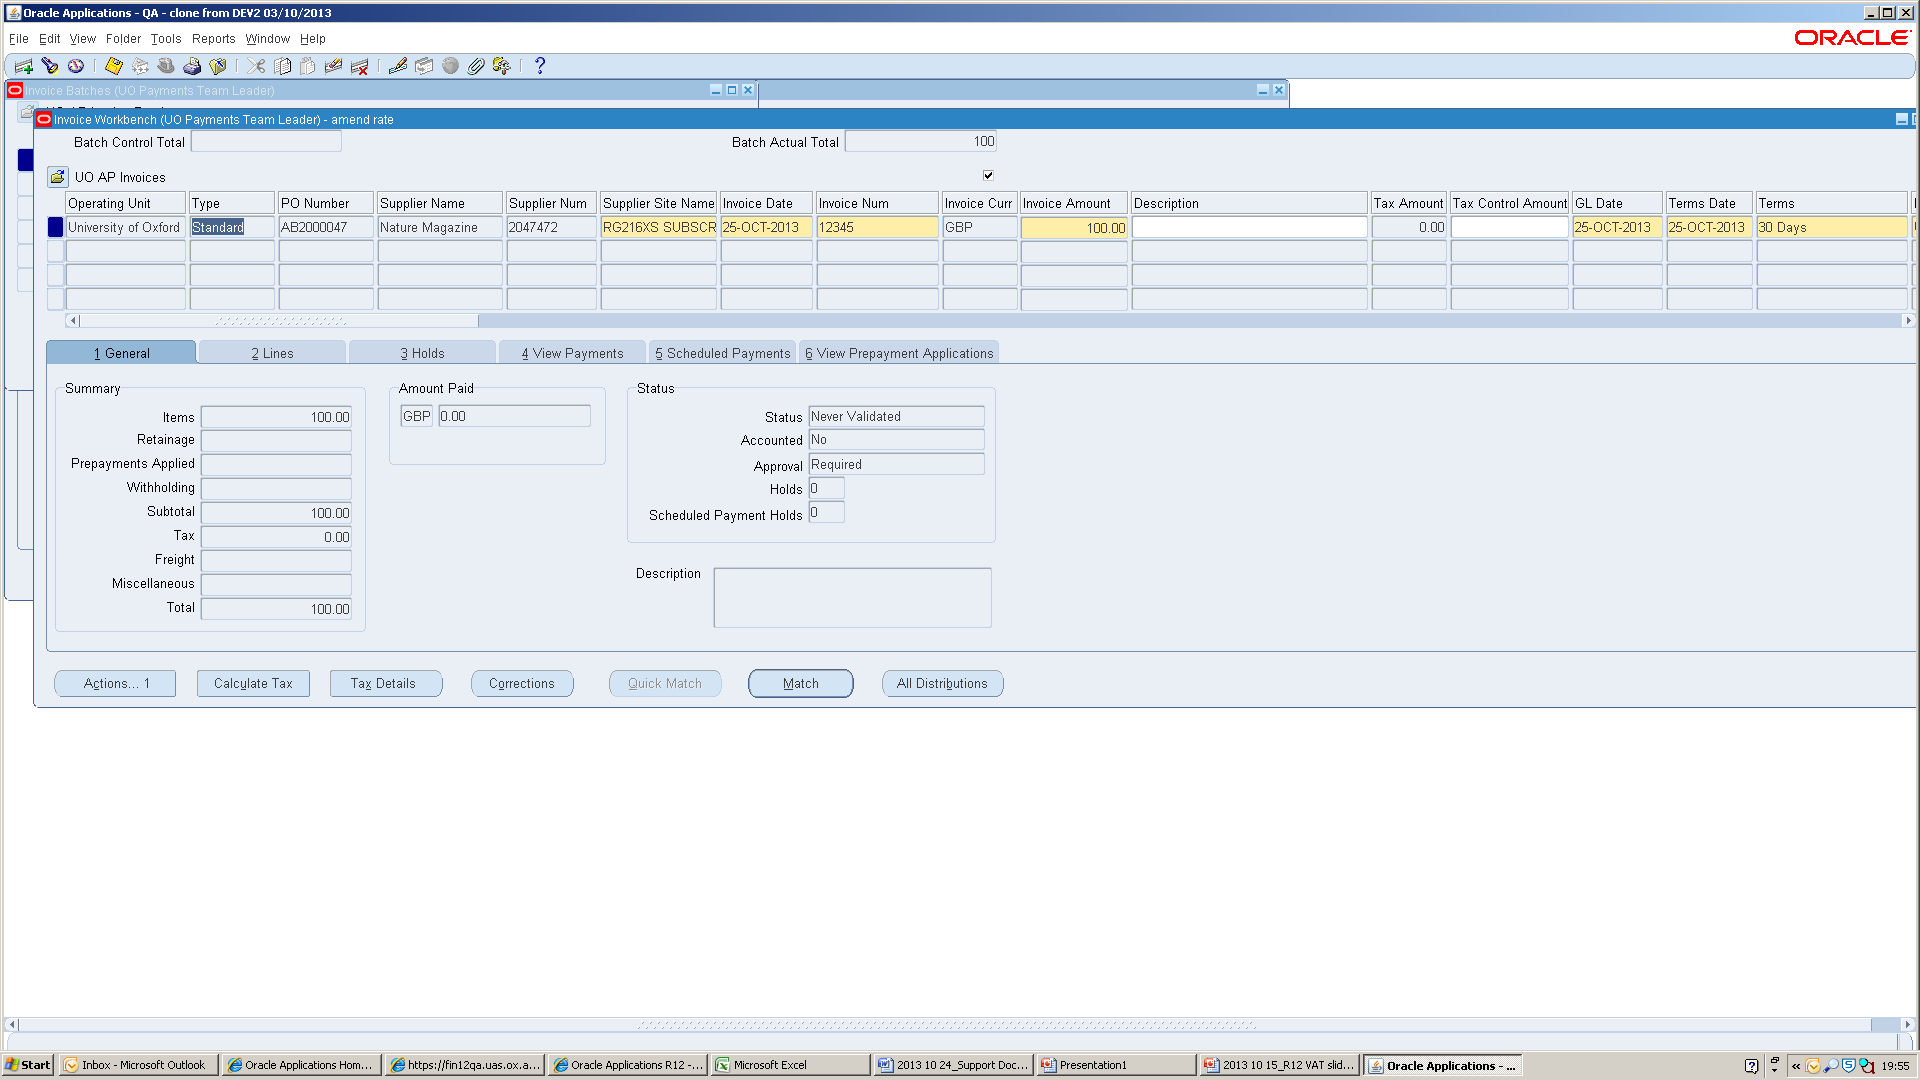 Oracle Applications - QA - clone from DEV2 03/10/2013
File Edit View Folder Tools Reports Window Help
ORACLE
Invoice Batches (UO Payments Team Leader)
Invoice Workbench (UO Payments Team Leader) - amend rate
Batch Control Total
Batch Actual Total 100
UO AP Invoices
Operating Unit Type PO Number Supplier Name Supplier Num Supplier Site Name Invoice Date Invoice Num Invoice Curr Invoice Amount Description Tax Amount Tax Control Amount GL Date Terms Date Terms
University of Oxford Standard AB2000047 Nature Magazine 2047472 RG216XS SUBSCR 25-OCT-2013 12345 GBP 100.00 0.00 25-OCT-2013 25-OCT-2013 30 Days
1 General 2 Lines 3 Holds 4 View Payments 5 Scheduled Payments 6 View Prepayment Applications
Summary
Items 100.00
Retainage
Prepayments Applied
Withholding
Subtotal 100.00
Tax 0.00
Freight
Miscellaneous
Total 100.00
Amount Paid
GBP 0.00
Status
Status Never Validated
Accounted No
Approval Required
Holds 0
Scheduled Payment Holds 0
Description
Actions... 1 Calculate Tax Tax Details Corrections Quick Match Match All Distributions
Start Inbox - Microsoft Outlook Oracle Applications Hom... https://fin12qa.uas.ox.a... Oracle Applications R12 -... Microsoft Excel 2013 10 24_Support Doc... Presentation1 2013 10 15_R12 VAT slid... Oracle Applications - ... 19:55